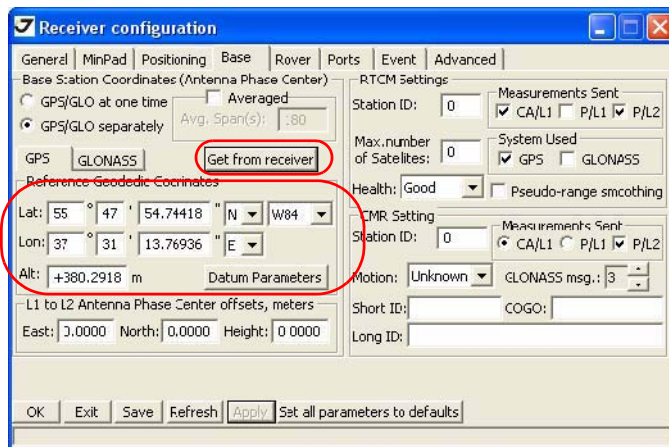 Receiver configuration
General MinPad Positioning Base Rover Ports Event Advanced
Base Station Coordinates (Antenna Phase Center)
GPS/GLO at one time
GPS/GLO separately
Averaged
Avg. Span(s): 180
GPS GLONASS
Get from receiver
Reference Geodedic Cocrinates
Lat: 55 ° 47 ' 54.74418 " N W84
Lon: 37 ° 31 ' 13.76936 " E
Alt: +380.2918 m Datum Parameters
L1 to L2 Antenna Phase Center offsets, meters
East: 0.0000 North: 0.0000 Height: 0 0000
RTCM Settings
Station ID: 0
Measurements Sent
CA/L1 P/L1 P/L2
Max.number of Satelites: 0
System Used
GPS GLONASS
Health: Good Pseudo-range smcothing
CMR Setting
Station ID: 0
Measurements Sent
CA/L1 P/L1 P/L2
Motion: Unknown GLONASS msg.: 3
Short ID: COGO:
Long ID:
OK Exit Save Refresh Apply Set all parameters to defaults